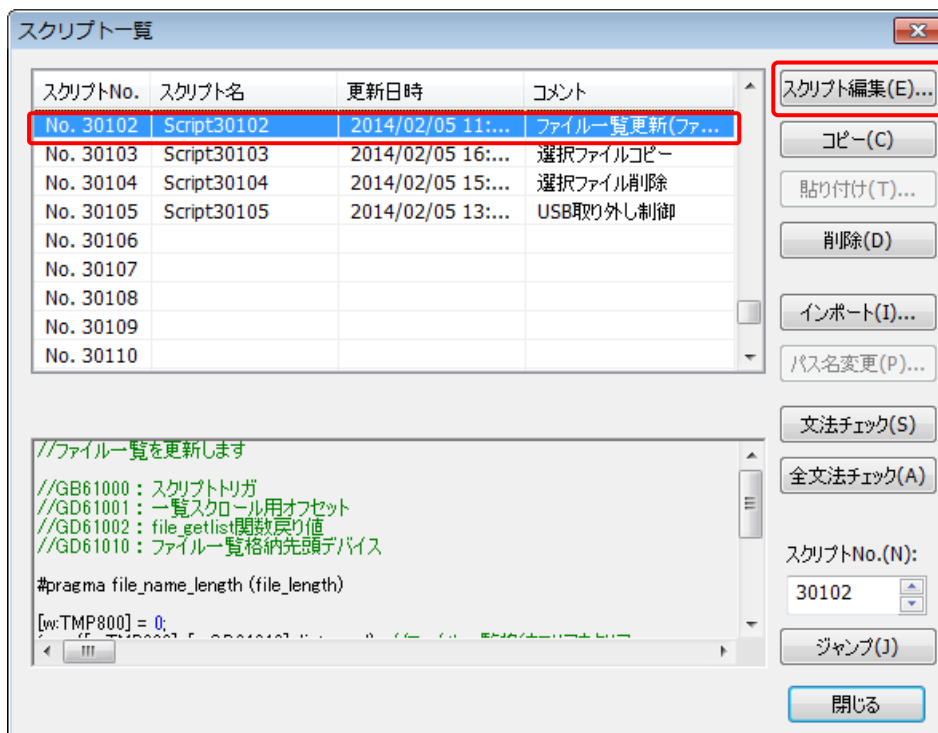 スクリプト一覧
スクリプトNo. スクリプト名 更新日時 コメント
No. 30102 Script30102 2014/02/05 11:... ファイル一覧更新(ファ...
No. 30103 Script30103 2014/02/05 16:... 選択ファイルコピー
No. 30104 Script30104 2014/02/05 15:... 選択ファイル削除
No. 30105 Script30105 2014/02/05 13:... USB取り外し制御
No. 30106
No. 30107
No. 30108
No. 30109
No. 30110
スクリプト編集(E)...
コピー(C)
貼り付け(T)...
削除(D)
インポート(I)...
パス名変更(P)...
文法チェック(S)
全文法チェック(A)
//ファイル一覧を更新します
//GB61000 : スクリプトトリガ
//GD61001 : 一覧スクロール用オフセット
//GD61002 : file_getlist関数戻り値
//GD61010 : ファイル一覧格納先頭デバイス
#pragma file_name_length (file_length)
[w:TMP800] = 0;
スクリプトNo.(N):
30102
ジャンプ(J)
閉じる